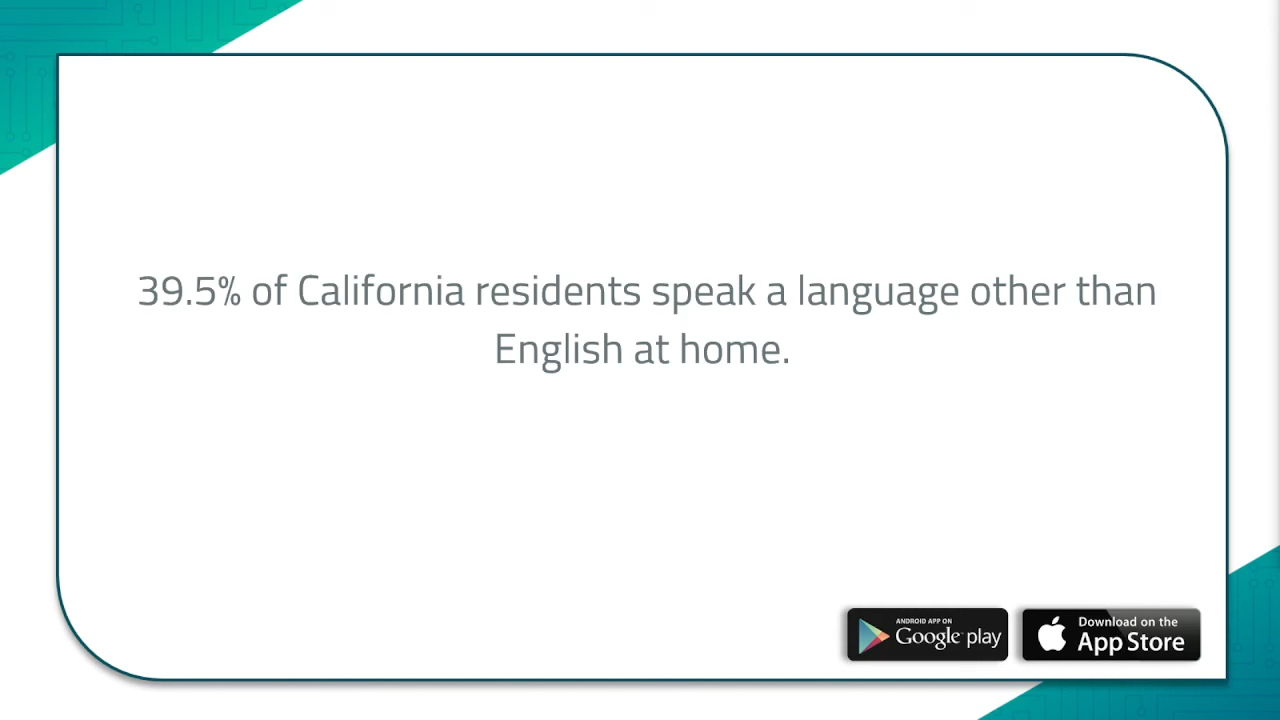 39.5% of California residents speak a language other than
English at home.
ANDROID APP ON
Google play
Download on the
App Store